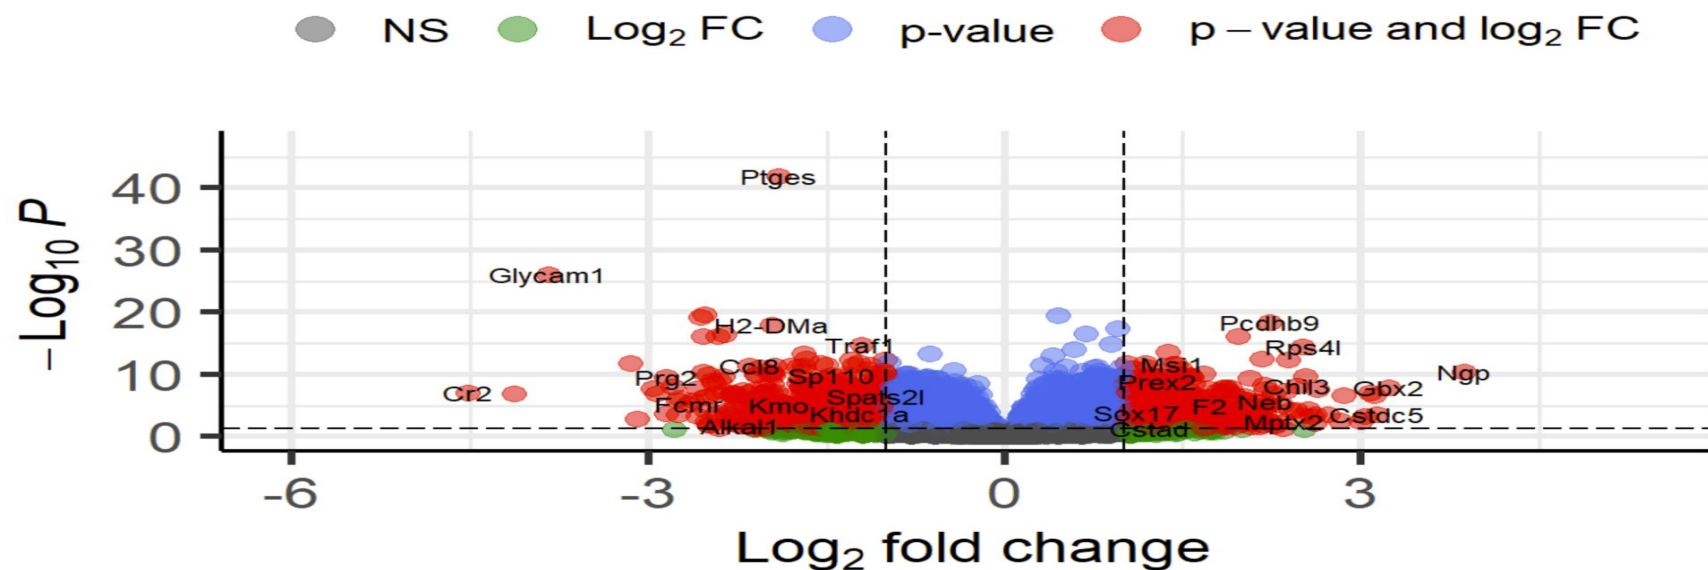 NS Log2 FC p-value p – value and log2 FC
–Log10 P
40
30
20
10
0
Ptges
Glycam1
H2-DMa
Pcdhb9
Traf1
Rps4l
Ccl8
Msi1
Ngp
Prg2
Sp110
Prex2
Chil3
Gbx2
Cr2
Spats2l
Fcmr
Kmo
F2
Neb
Khdc1a
Sox17
Cstdc5
Alkal1
Cstad
Mptx2
-6 -3 0 3
Log2 fold change